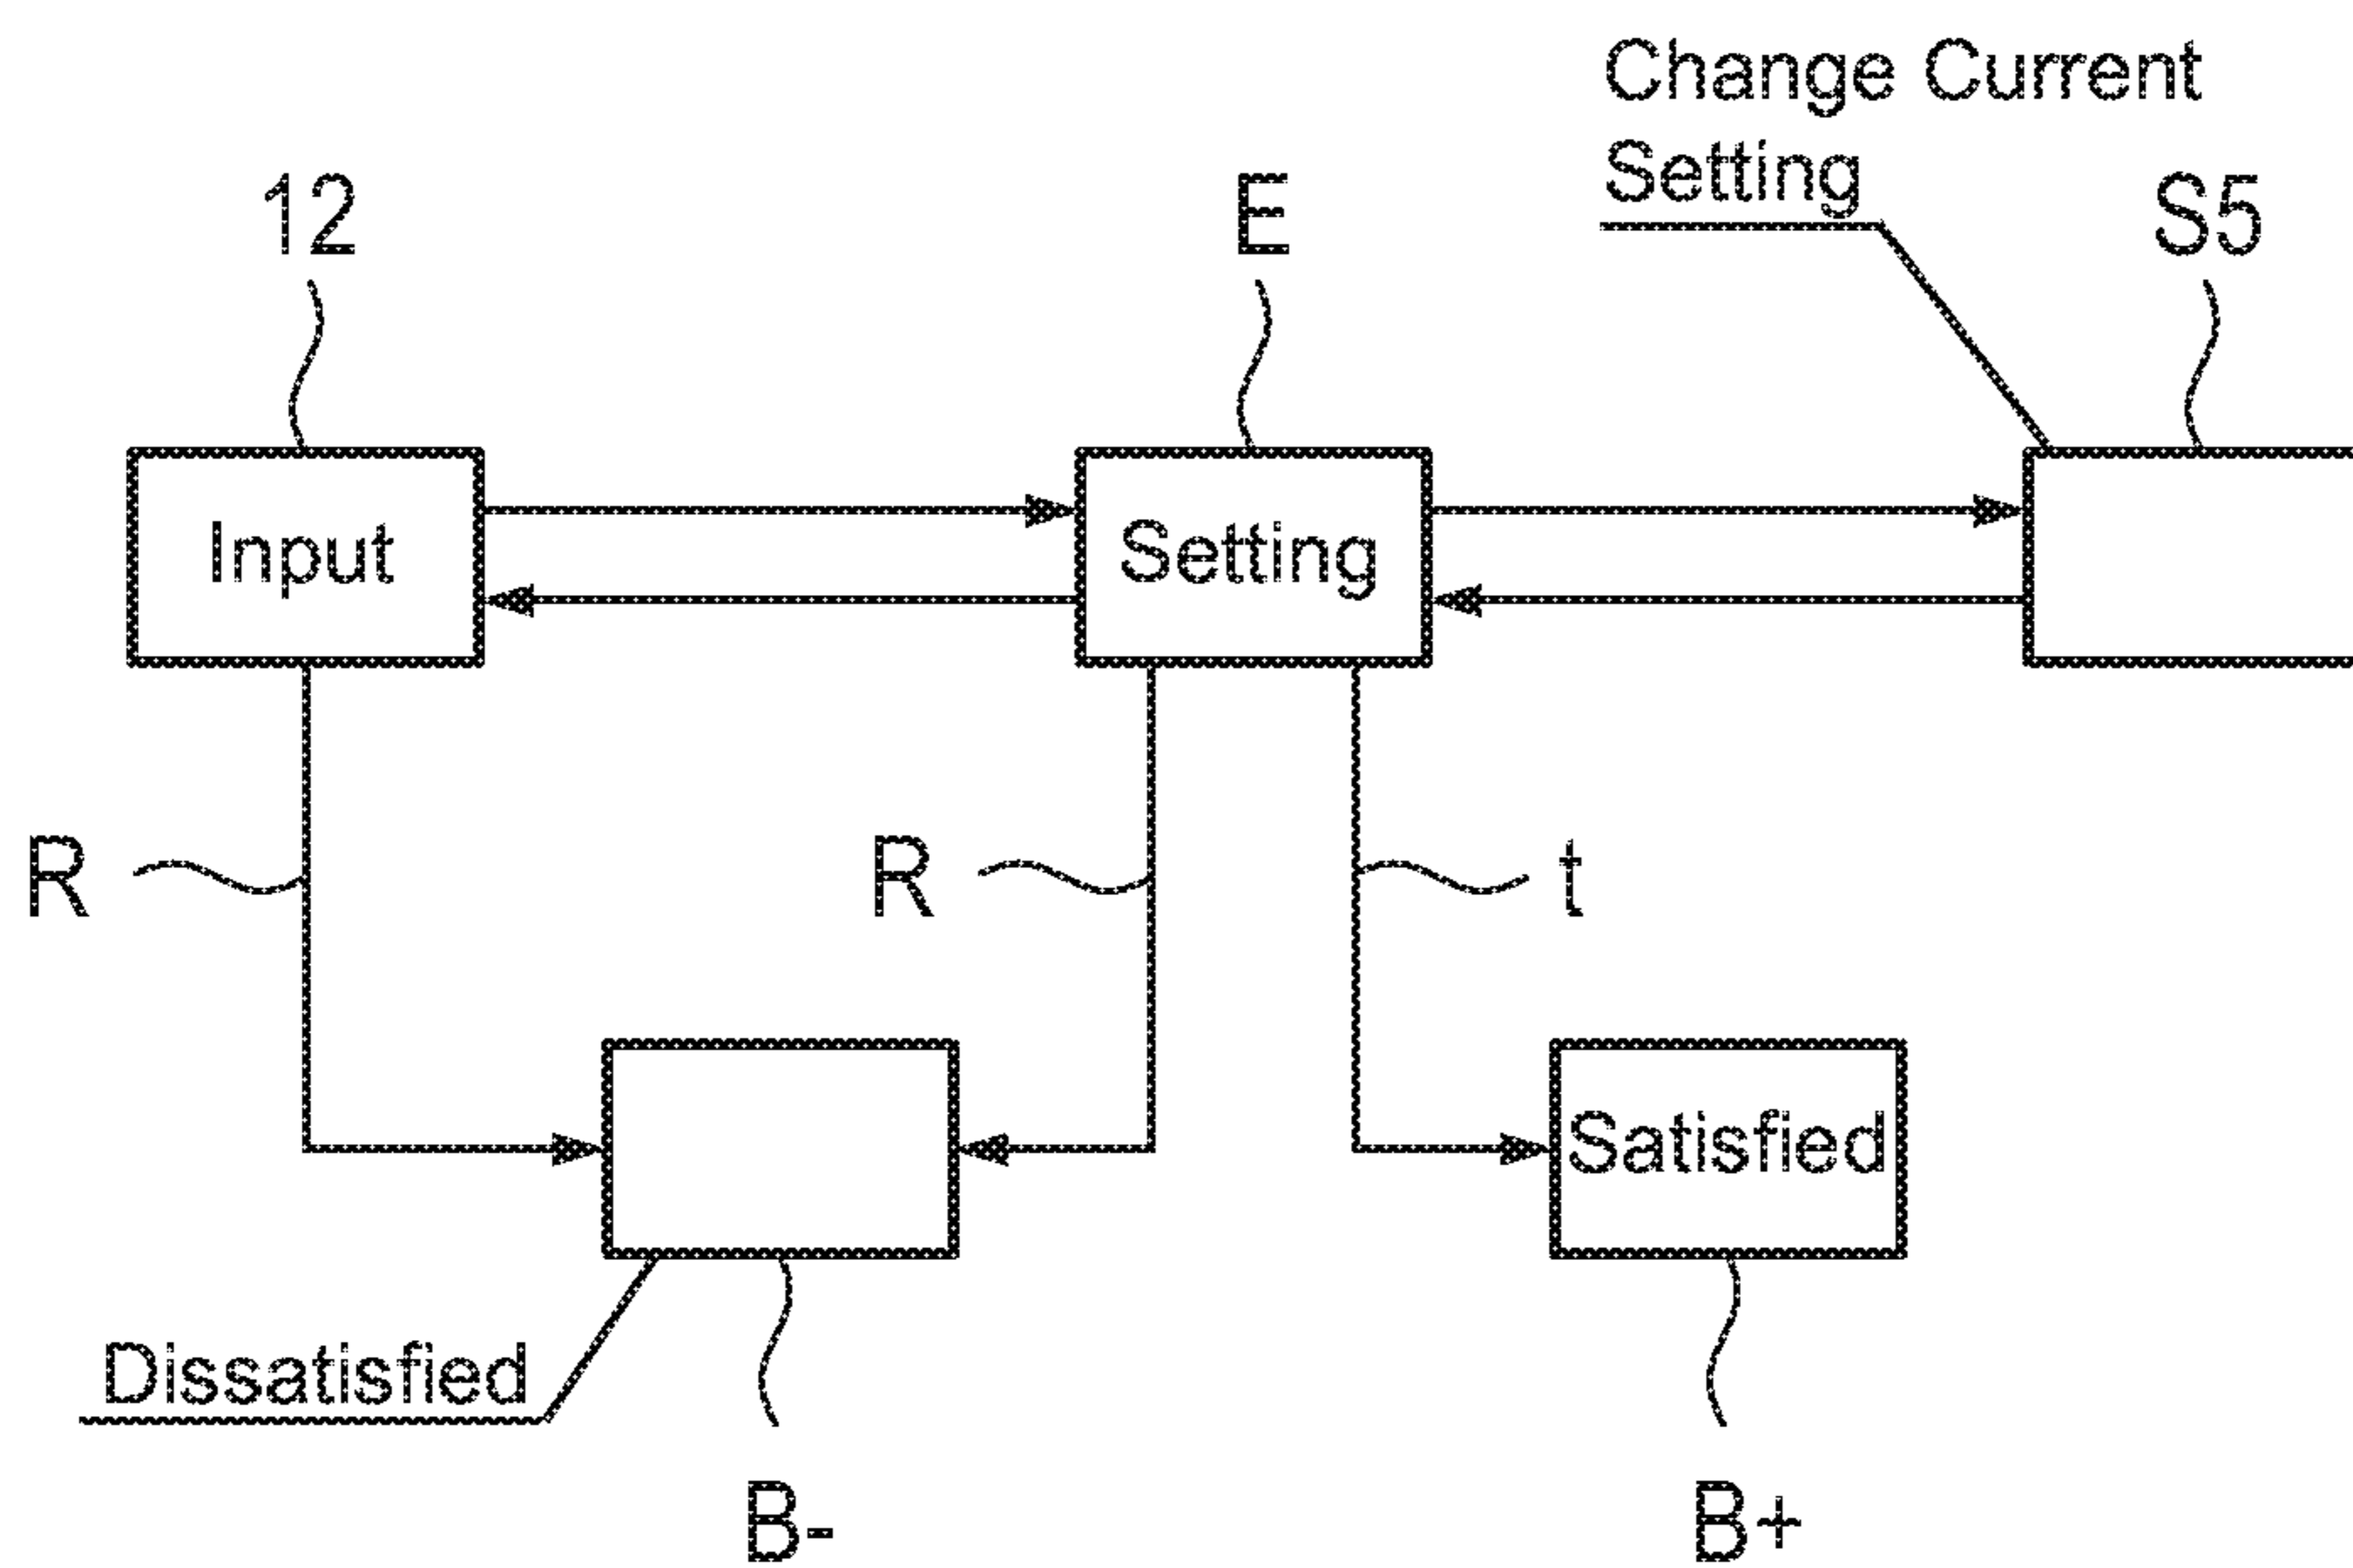 Change Current
Setting
12
E
S5
Input
Setting
R
R
t
Satisfied
Dissatisfied
B-
B+